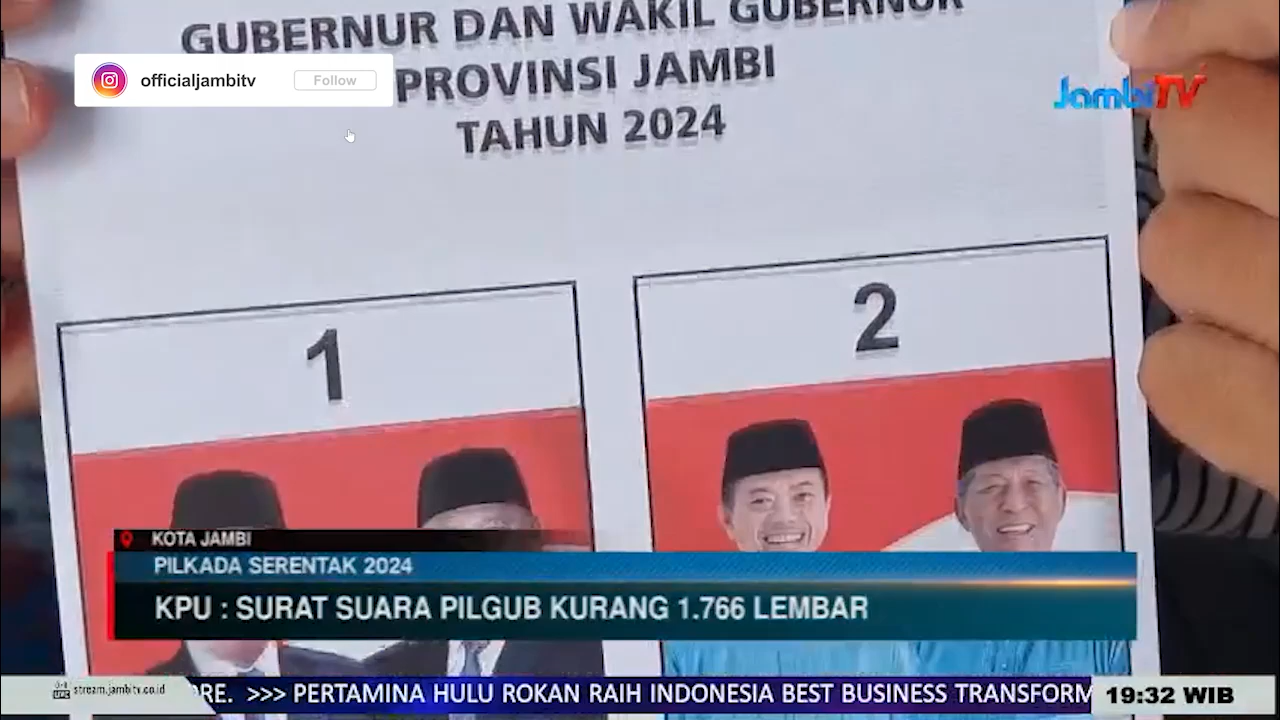 GUBERNUR DAN WAKIL GUBERNUR
PROVINSI JAMBI
TAHUN 2024
officialjambitv
Follow
JambiTV
1
2
KOTA JAMBI
PILKADA SERENTAK 2024
KPU : SURAT SUARA PILGUB KURANG 1.766 LEMBAR
LIVE
stream.jambitv.co.id
>>> PERTAMINA HULU ROKAN RAIH INDONESIA BEST BUSINESS TRANSFORM
19:32 WIB